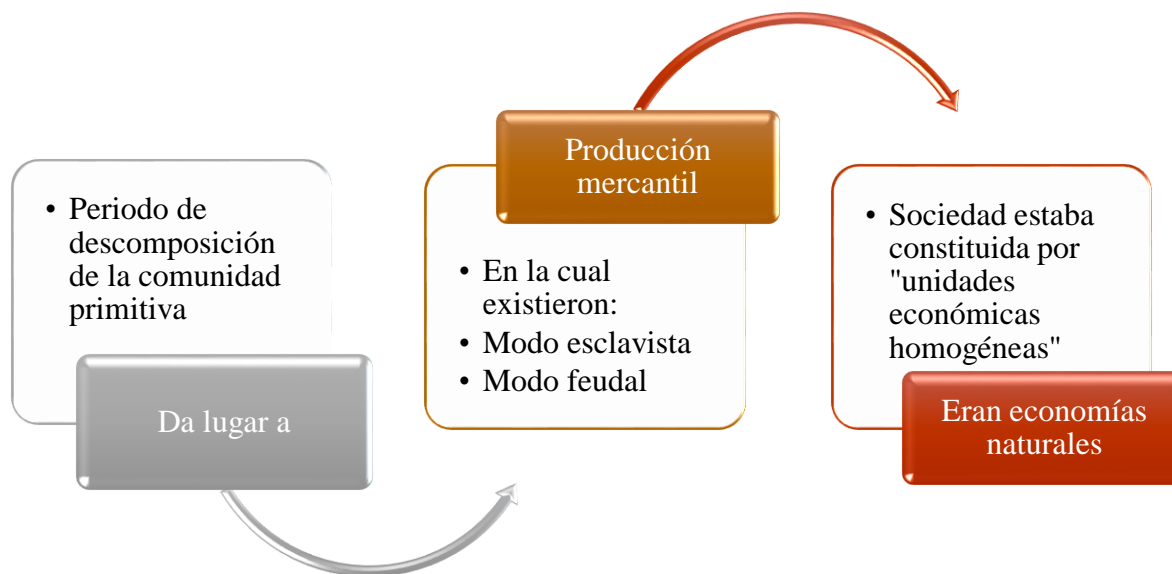 • Periodo de
descomposición
de la comunidad
primitiva
Da lugar a
Producción
mercantil
• En la cual
existieron:
• Modo esclavista
• Modo feudal
• Sociedad estaba
constituida por
"unidades
económicas
homogéneas"
Eran economías
naturales